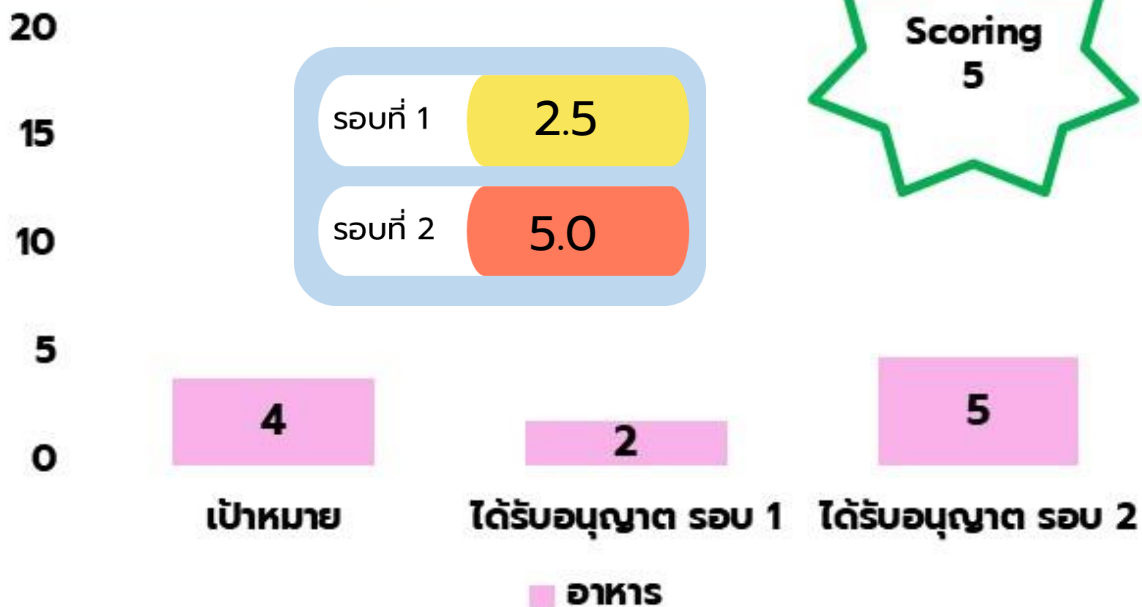 20
15
10
5
0
Scoring
5
รอบที่ 1
2.5
รอบที่ 2
5.0
4
2
5
เป้าหมาย
ได้รับอนุญาต รอบ 1
ได้รับอนุญาต รอบ 2
อาหาร